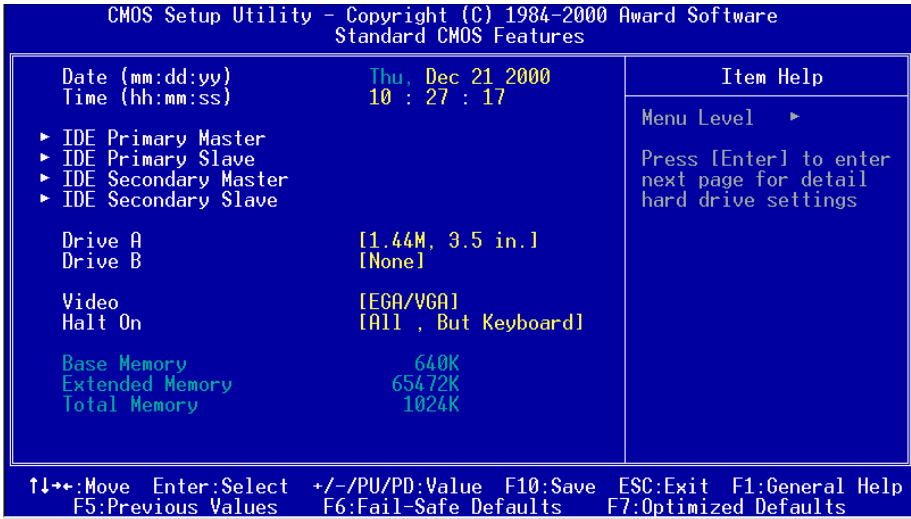 CMOS Setup Utility – Copyright (C) 1984–2000 Award Software
Standard CMOS Features
Date (mm:dd:yy) Thu, Dec 21 2000
Time (hh:mm:ss) 10 : 27 : 17
► IDE Primary Master
► IDE Primary Slave
► IDE Secondary Master
► IDE Secondary Slave
Drive A [1.44M, 3.5 in.]
Drive B [None]
Video [EGA/VGA]
Halt On [All , But Keyboard]
Base Memory 640K
Extended Memory 65472K
Total Memory 1024K
Item Help
Menu Level ►
Press [Enter] to enter
next page for detail
hard drive settings
↑↓→←:Move Enter:Select +/-/PU/PD:Value F10:Save ESC:Exit F1:General Help
F5:Previous Values F6:Fail-Safe Defaults F7:Optimized Defaults